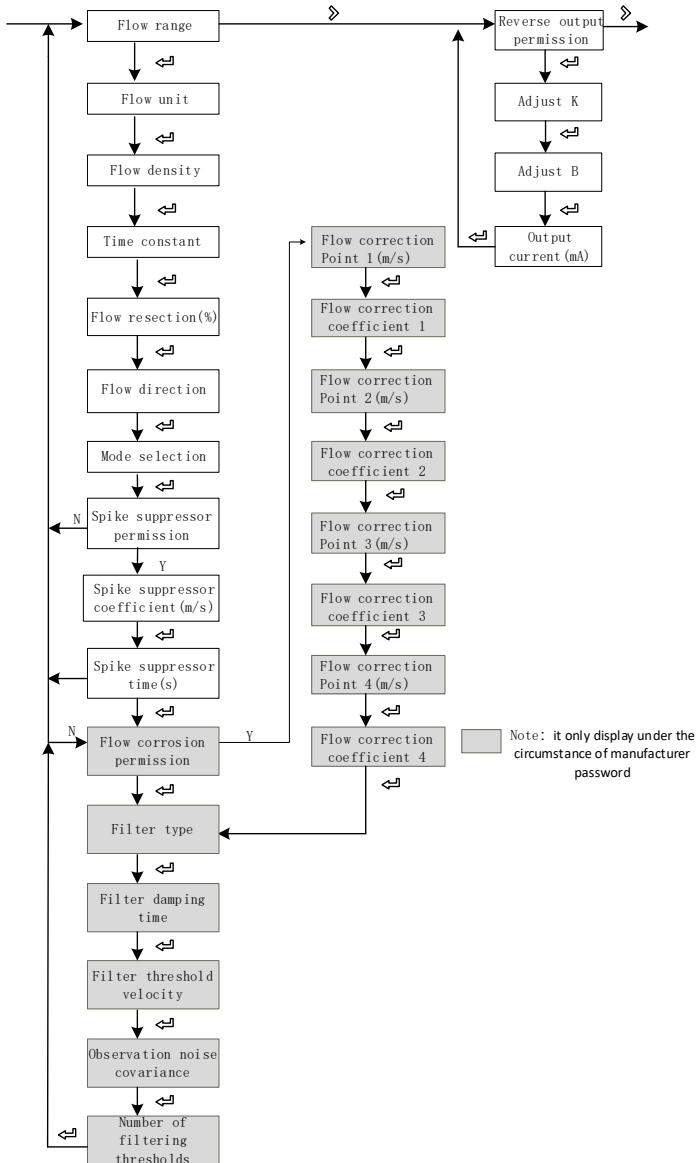 Flow range
Flow unit
Flow density
Time constant
Flow resection(%)
Flow direction
Mode selection
N
Spike suppressor
permission
Y
Spike suppressor
coefficient(m/s)
Spike suppressor
time(s)
N
Flow corrosion
permission
Y
Filter type
Filter damping
time
Filter threshold
velocity
Observation noise
covariance
Number of
filtering
thresholds
Flow correction
Point 1(m/s)
Flow correction
coefficient 1
Flow correction
Point 2(m/s)
Flow correction
coefficient 2
Flow correction
Point 3(m/s)
Flow correction
coefficient 3
Flow correction
Point 4(m/s)
Flow correction
coefficient 4
Reverse output
permission
Adjust K
Adjust B
Output
current(mA)
Note: it only display under the
circumstance of manufacturer
password